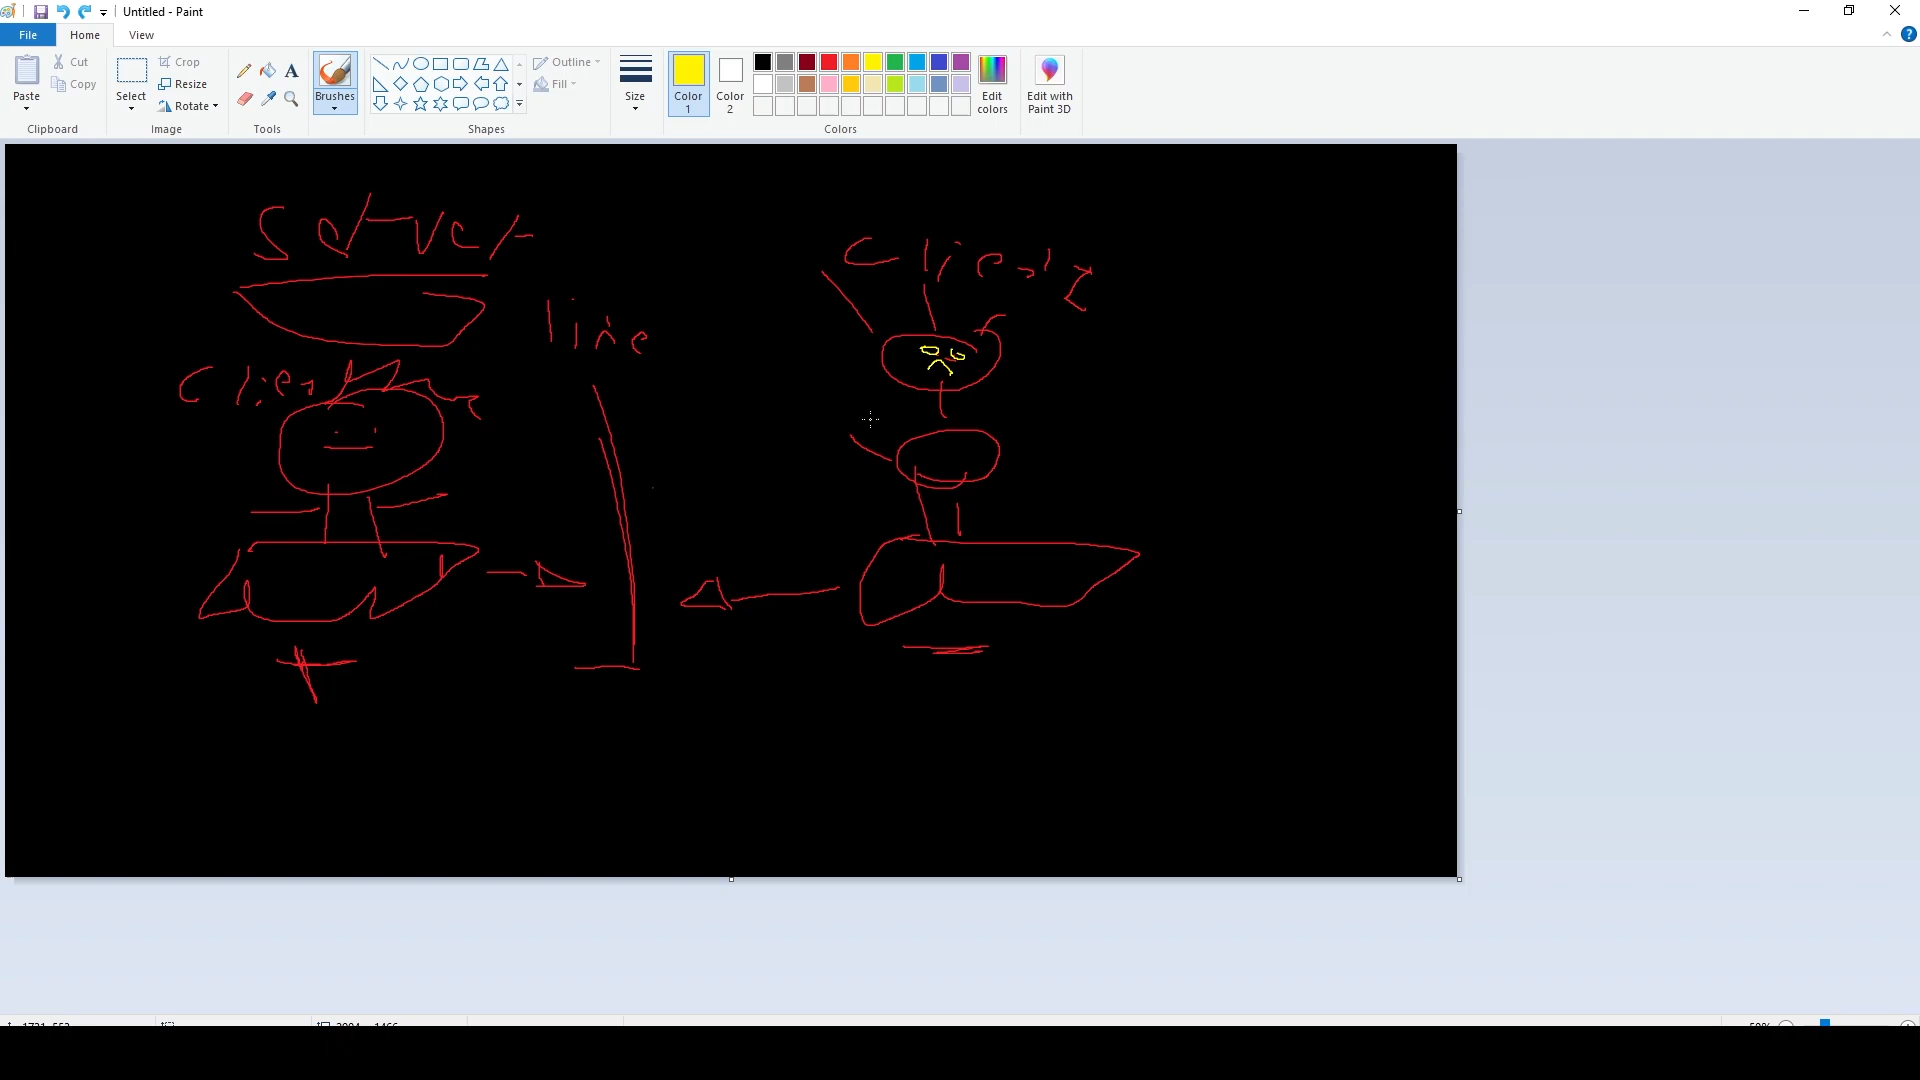 Untitled - Paint
File Home View
Paste
Cut
Copy
Clipboard
Select
Crop
Resize
Rotate
Image
Tools
Brushes
Shapes
Outline
Fill
Size
Color 1
Color 2
Colors
Edit colors
Edit with Paint 3D
Server
line
Client
Client 2